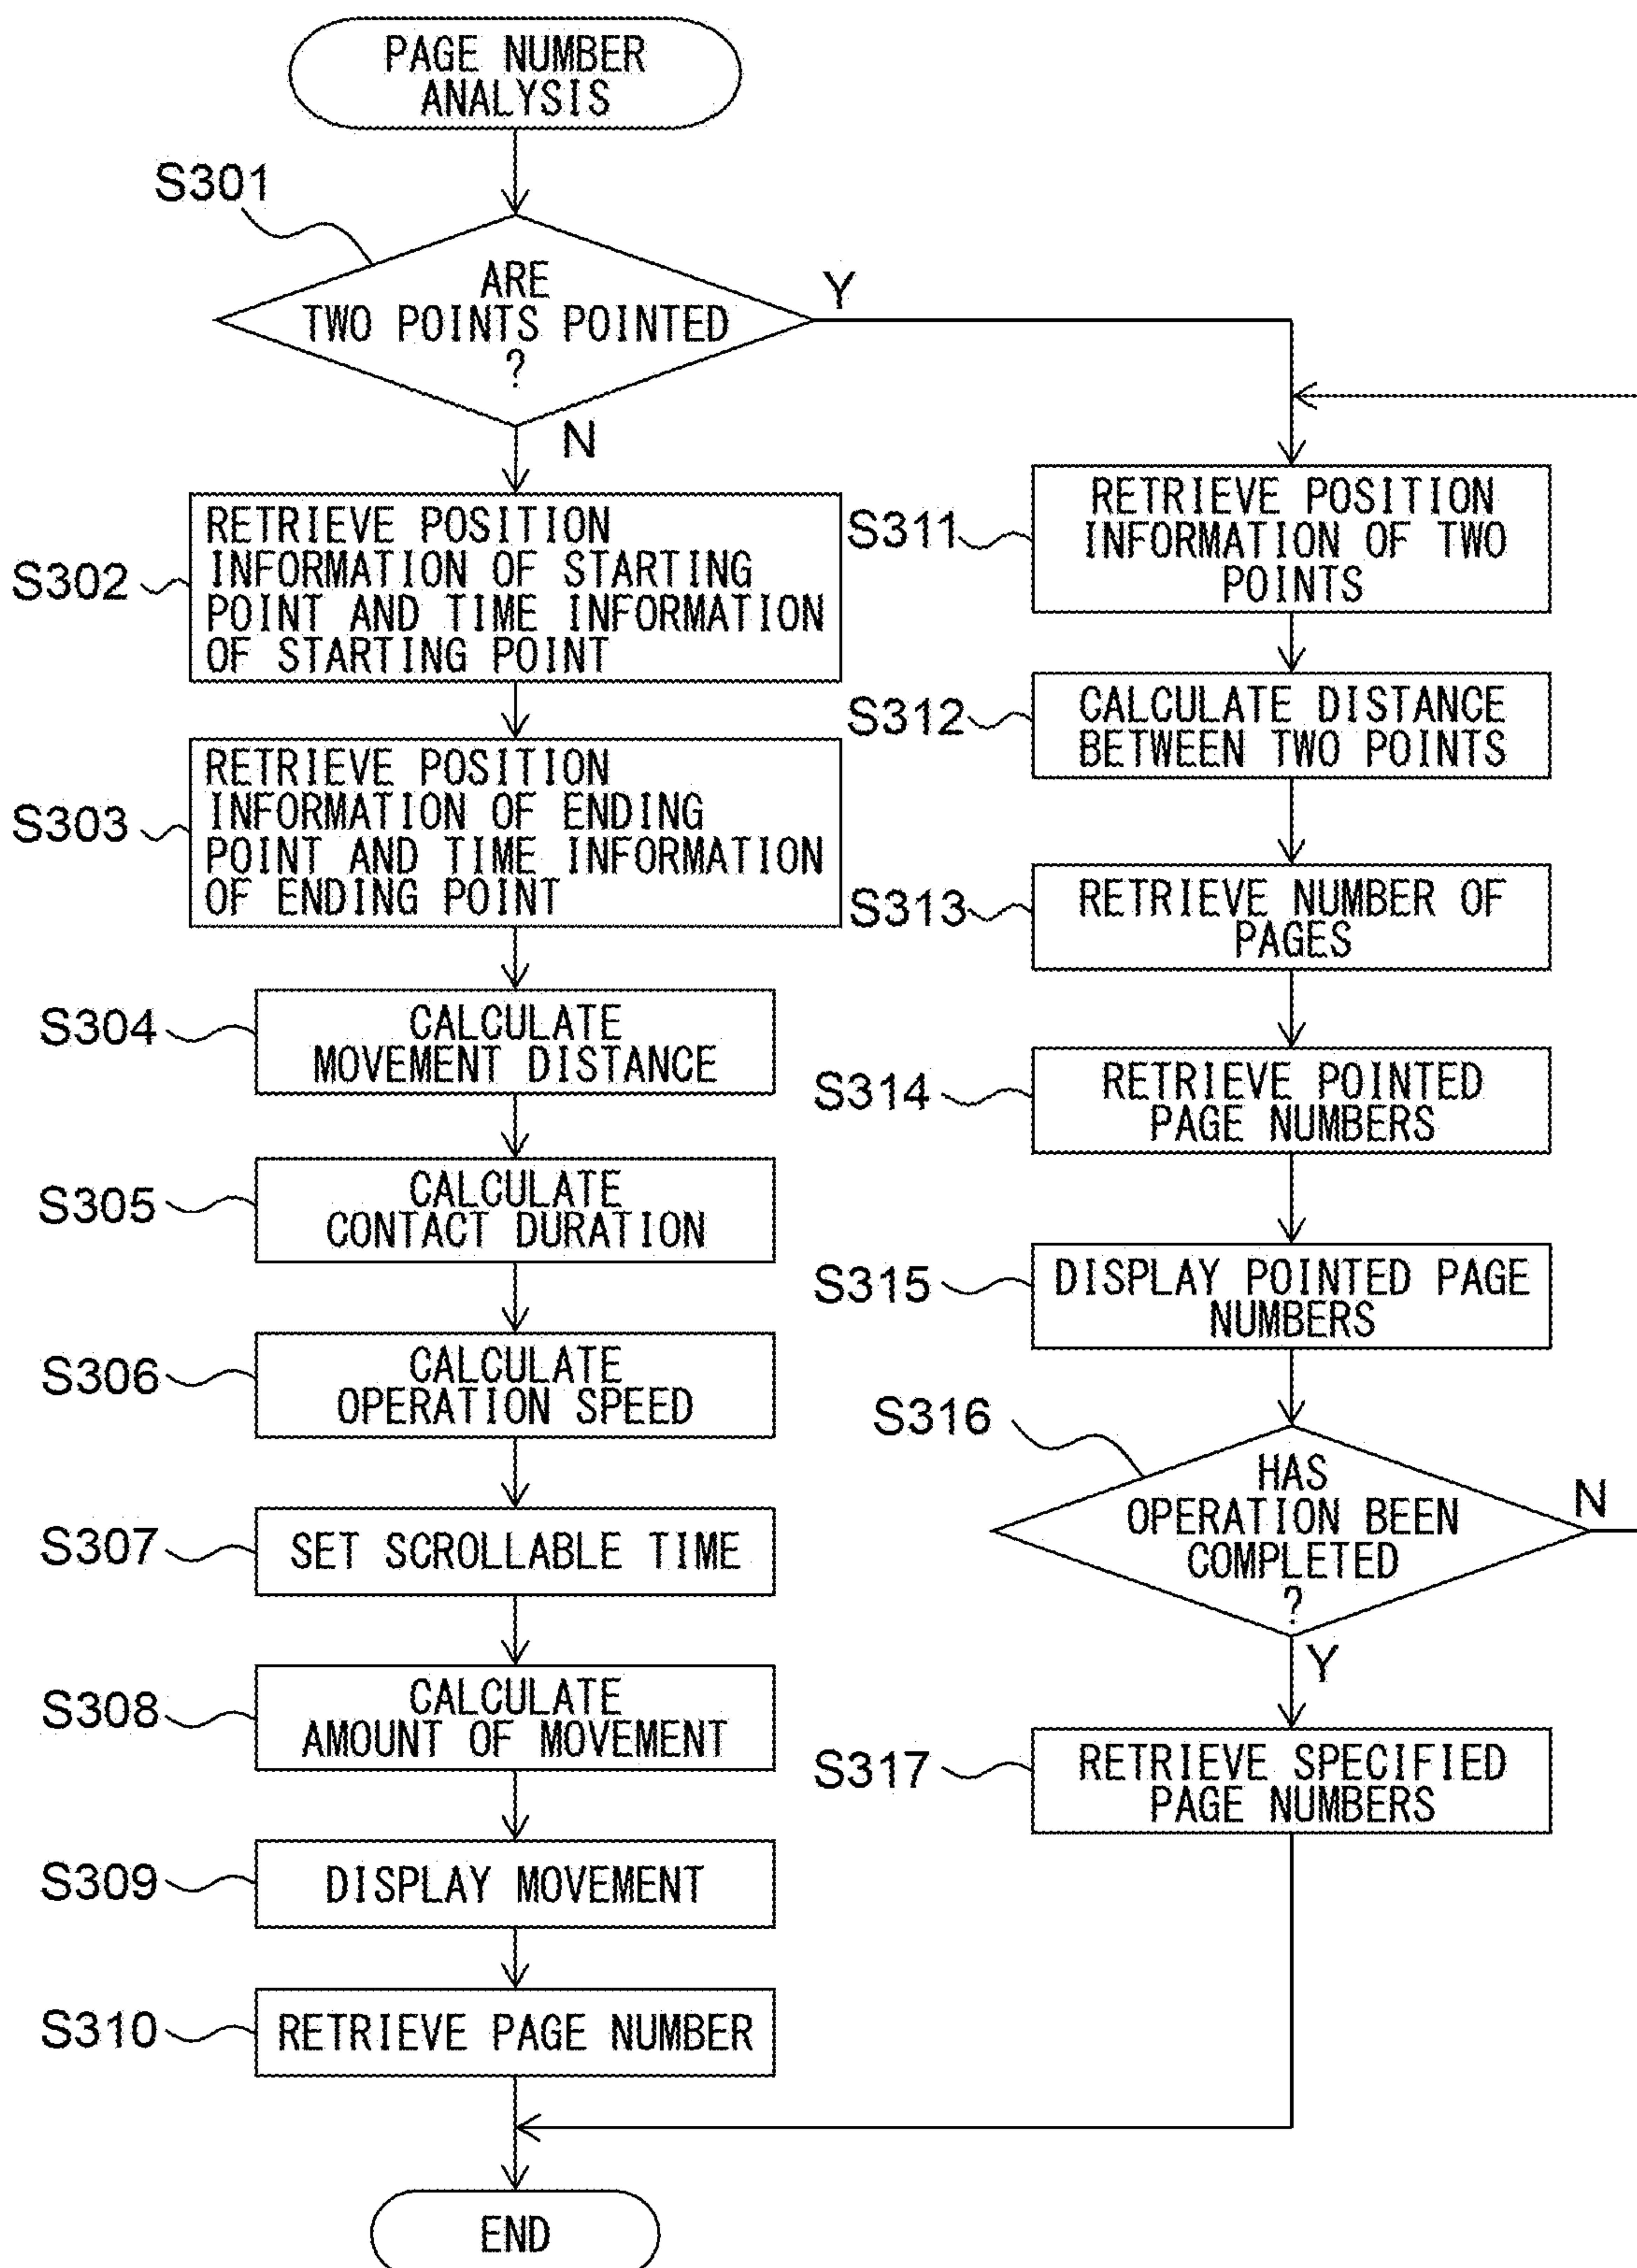 PAGE NUMBER
ANALYSIS
S301
ARE
TWO POINTS POINTED
?
Y
N
S302
RETRIEVE POSITION
INFORMATION OF STARTING
POINT AND TIME INFORMATION
OF STARTING POINT
S303
RETRIEVE POSITION
INFORMATION OF ENDING
POINT AND TIME INFORMATION
OF ENDING POINT
S304
CALCULATE
MOVEMENT DISTANCE
S305
CALCULATE
CONTACT DURATION
S306
CALCULATE
OPERATION SPEED
S307
SET SCROLLABLE TIME
S308
CALCULATE
AMOUNT OF MOVEMENT
S309
DISPLAY MOVEMENT
S310
RETRIEVE PAGE NUMBER
S311
RETRIEVE POSITION
INFORMATION OF TWO
POINTS
S312
CALCULATE DISTANCE
BETWEEN TWO POINTS
S313
RETRIEVE NUMBER OF
PAGES
S314
RETRIEVE POINTED
PAGE NUMBERS
S315
DISPLAY POINTED PAGE
NUMBERS
S316
HAS
OPERATION BEEN
COMPLETED
?
N
Y
S317
RETRIEVE SPECIFIED
PAGE NUMBERS
END